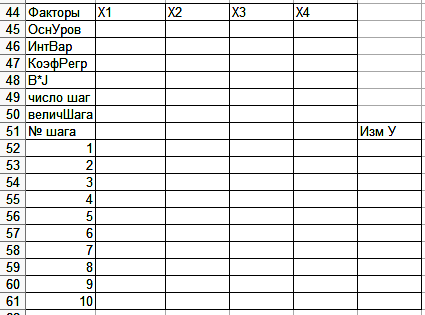 44 Факторы X1 X2 X3 X4
45 ОснУров
46 ИнтВар
47 КоэфРегр
48 B*J
49 число шаг
50 величШага
51 № шага Изм У
52 1
53 2
54 3
55 4
56 5
57 6
58 7
59 8
60 9
61 10